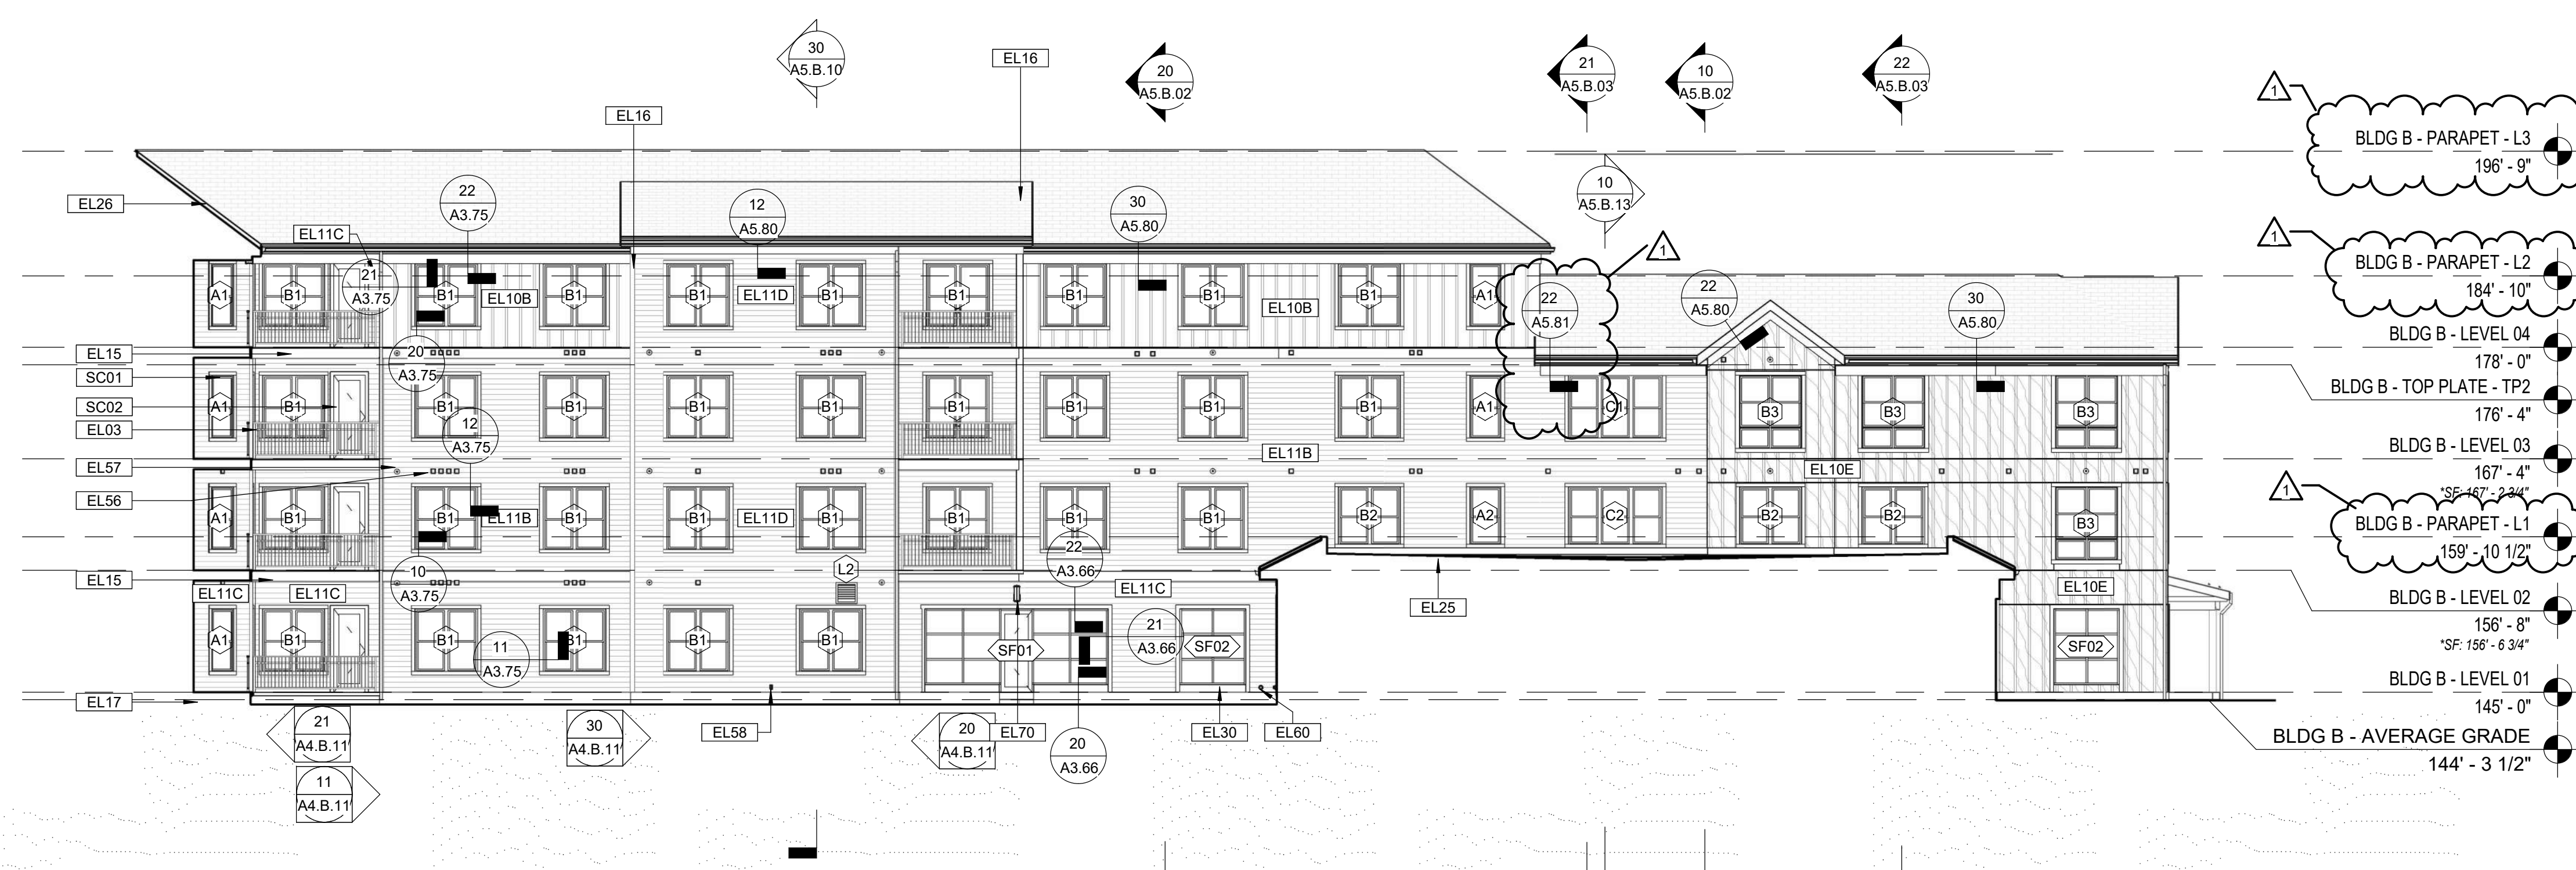 30
A5.B.10
EL16
20
A5.B.02
21
A5.B.03
10
A5.B.02
22
A5.B.03
1
BLDG B - PARAPET - L3
196' - 9"
EL16
EL26
22
A3.75
12
A5.80
30
A5.80
10
A5.B.13
EL11C
1
1
BLDG B - PARAPET - L2
184' - 10"
21
A3.75
A1
B1
B1
EL10B
B1
B1
EL11D
B1
B1
B1
B1
EL10B
B1
A1
22
A5.81
22
A5.80
30
A5.80
BLDG B - LEVEL 04
178' - 0"
EL15
20
A3.75
SC01
BLDG B - TOP PLATE - TP2
176' - 4"
SC02
A1
B1
B1
B1
B1
B1
B1
B1
B1
B1
A1
C1
B3
B3
B3
EL03
12
A3.75
EL11B
BLDG B - LEVEL 03
167' - 4"
*SF: 167' - 2 3/4"
EL57
EL10E
EL56
1
A1
B1
B1
EL11B
B1
B1
EL11D
B1
B1
B1
B1
B2
A2
C2
B2
B2
B3
BLDG B - PARAPET - L1
159' - 10 1/2"
22
A3.66
EL15
10
A3.75
L2
EL11C
EL11C
EL11C
EL25
EL10E
BLDG B - LEVEL 02
156' - 8"
*SF: 156' - 6 3/4"
A1
B1
B1
B1
B1
B1
11
A3.75
SF01
21
A3.66
SF02
SF02
BLDG B - LEVEL 01
145' - 0"
EL17
21
A4.B.11
30
A4.B.11
EL58
20
A4.B.11
EL70
20
A3.66
EL30
EL60
BLDG B - AVERAGE GRADE
144' - 3 1/2"
11
A4.B.11